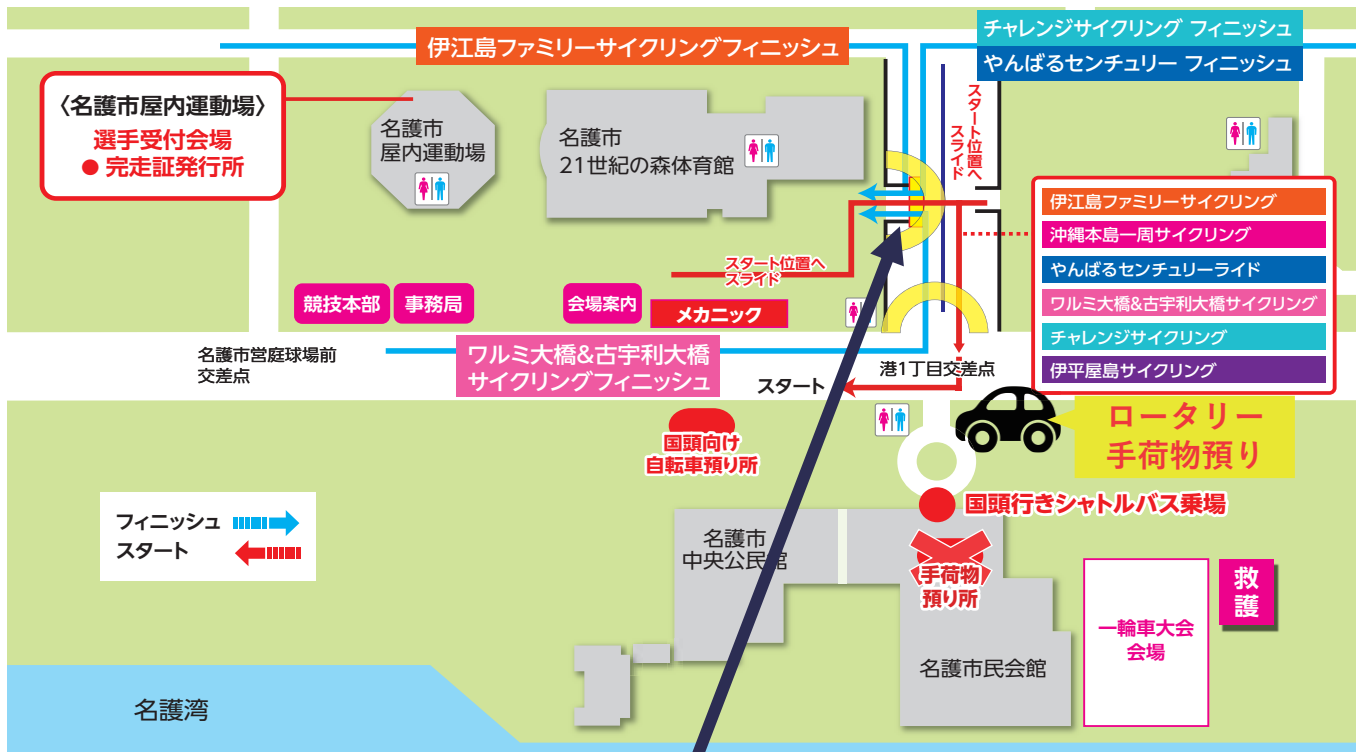 伊江島ファミリーサイクリングフィニッシュ
チャレンジサイクリング フィニッシュ
やんばるセンチュリー フィニッシュ
〈名護市屋内運動場〉
選手受付会場
● 完走証発行所
名護市
屋内運動場
名護市
21世紀の森体育館
スタート位置へ
スライド
伊江島ファミリーサイクリング
沖縄本島一周サイクリング
やんばるセンチュリーライド
ワルミ大橋&古宇利大橋サイクリング
チャレンジサイクリング
伊平屋島サイクリング
スタート位置へ
スライド
競技本部
事務局
会場案内
メカニック
名護市営庭球場前
交差点
ワルミ大橋&古宇利大橋
サイクリングフィニッシュ
スタート
港1丁目交差点
ロータリー
手荷物預り
国頭向け
自転車預り所
国頭行きシャトルバス乗場
フィニッシュ
スタート
名護市
中央公民館
手荷物
預り所
救護
一輪車大会
会場
名護市民会館
名護湾